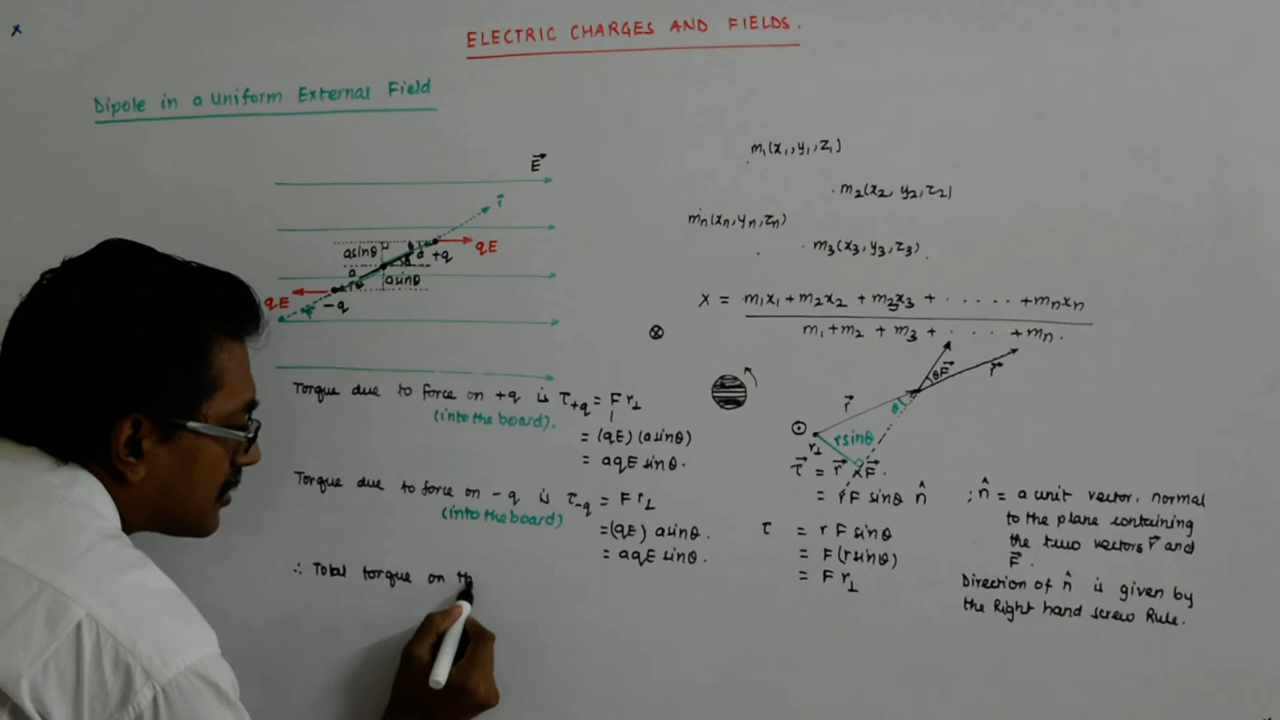 x
ELECTRIC CHARGES AND FIELDS.
Dipole in a Uniform External Field
E⃗
r⃗
asinθ
a
+q
qE
a
asinθ
qE
-q
Torque due to force on +q is τ+q = F r⊥
(into the board).
= (qE) (asinθ)
= aqE sinθ.
Torque due to force on -q is τ-q = F r⊥
(into the board)
= (qE) asinθ.
= aqE sinθ.
∴ Total torque on th
m1(x1, y1, z1)
m2(x2, y2, z2)
mn(xn, yn, zn)
m3(x3, y3, z3)
X = m1x1 + m2x2 + m3x3 + ...... + mnxn
m1 + m2 + m3 + .... + mn.
θ F⃗ r⃗
r⃗
θ
rsinθ
r⊥
τ⃗ = r⃗ × F⃗.
= rF sinθ n̂
; n̂ = a unit vector, normal
to the plane containing
the two vectors r⃗ and
F⃗.
τ = r F sinθ
= F(rsinθ)
= F r⊥
Direction of n̂ is given by
the Right hand screw Rule.